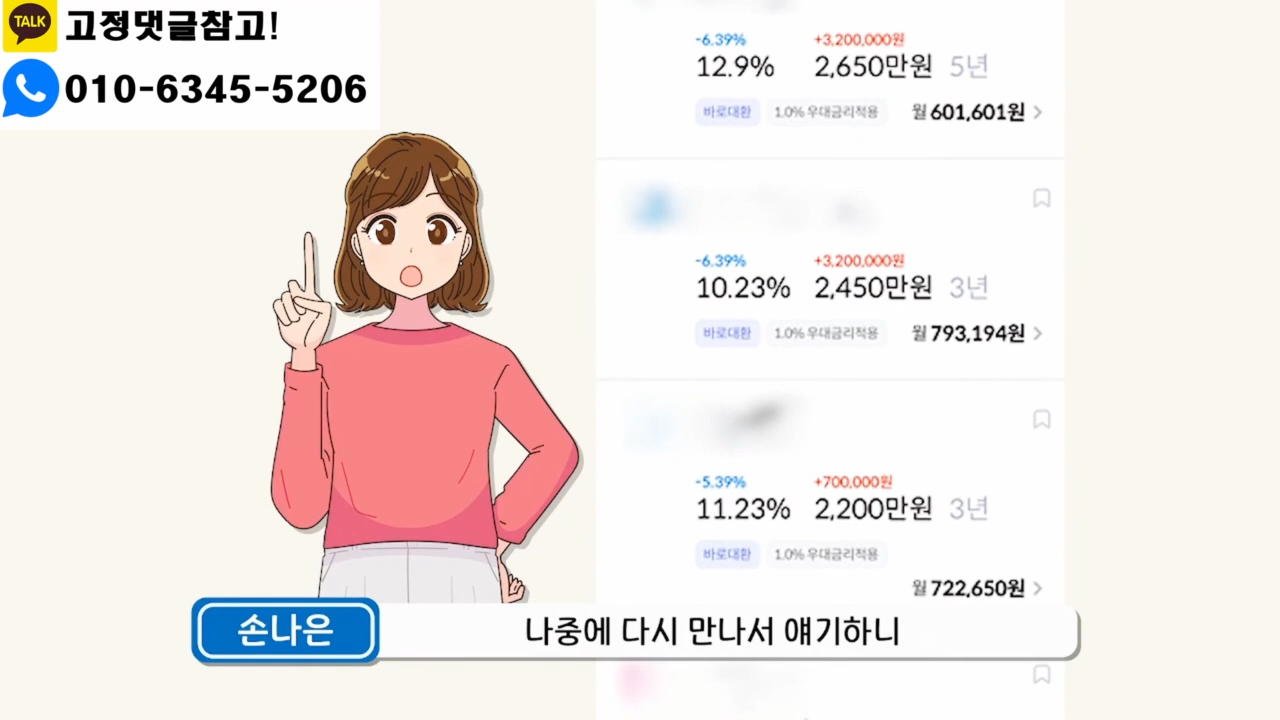 TALK 고정댓글참고!
010-6345-5206
-6.39% +3,200,000원
12.9% 2,650만원 5년
바로대환 1.0% 우대금리적용 월 601,601원
-6.39% +3,200,000원
10.23% 2,450만원 3년
바로대환 1.0% 우대금리적용 월 793,194원
-5.39% +700,000원
11.23% 2,200만원 3년
바로대환 1.0% 우대금리적용
월 722,650원
손나은 나중에 다시 만나서 얘기하니